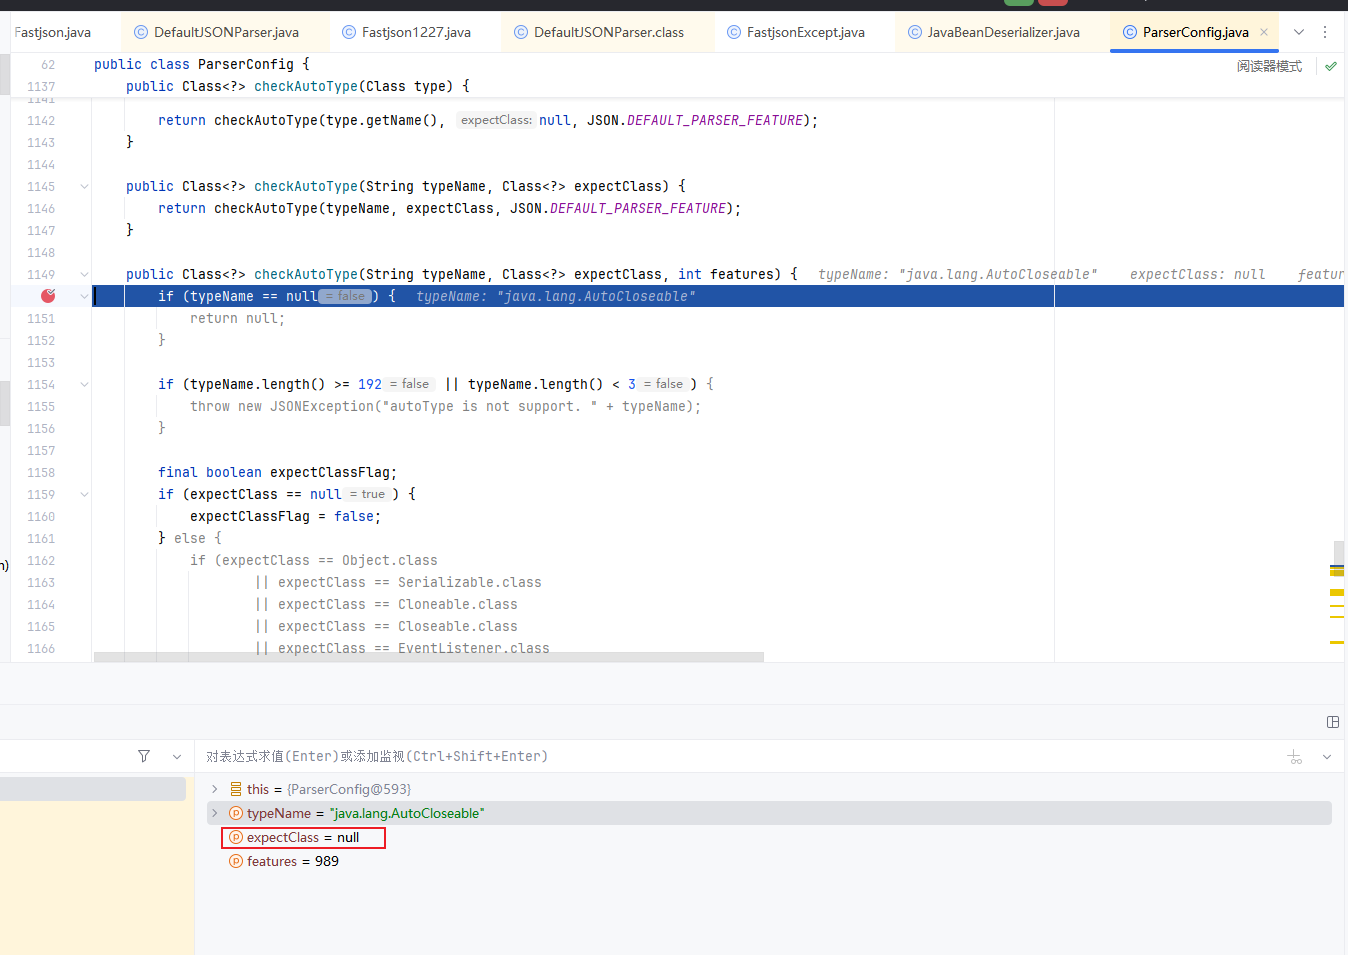 Fastjson.java DefaultJSONParser.java Fastjson1227.java DefaultJSONParser.class FastjsonExcept.java JavaBeanDeserializer.java ParserConfig.java
62 public class ParserConfig { 阅读器模式
1137 public Class<?> checkAutoType(Class type) {
1141
1142 return checkAutoType(type.getName(), expectClass: null, JSON.DEFAULT_PARSER_FEATURE);
1143 }
1144
1145 public Class<?> checkAutoType(String typeName, Class<?> expectClass) {
1146 return checkAutoType(typeName, expectClass, JSON.DEFAULT_PARSER_FEATURE);
1147 }
1148
1149 public Class<?> checkAutoType(String typeName, Class<?> expectClass, int features) { typeName: "java.lang.AutoCloseable" expectClass: null featur
if (typeName == null = false ) { typeName: "java.lang.AutoCloseable"
1151 return null;
1152 }
1153
1154 if (typeName.length() >= 192 = false || typeName.length() < 3 = false ) {
1155 throw new JSONException("autoType is not support. " + typeName);
1156 }
1157
1158 final boolean expectClassFlag;
1159 if (expectClass == null = true ) {
1160 expectClassFlag = false;
1161 } else {
n) 1162 if (expectClass == Object.class
1163 || expectClass == Serializable.class
1164 || expectClass == Cloneable.class
1165 || expectClass == Closeable.class
1166 || expectClass == EventListener.class
对表达式求值(Enter)或添加监视(Ctrl+Shift+Enter)
this = {ParserConfig@593}
typeName = "java.lang.AutoCloseable"
expectClass = null
features = 989